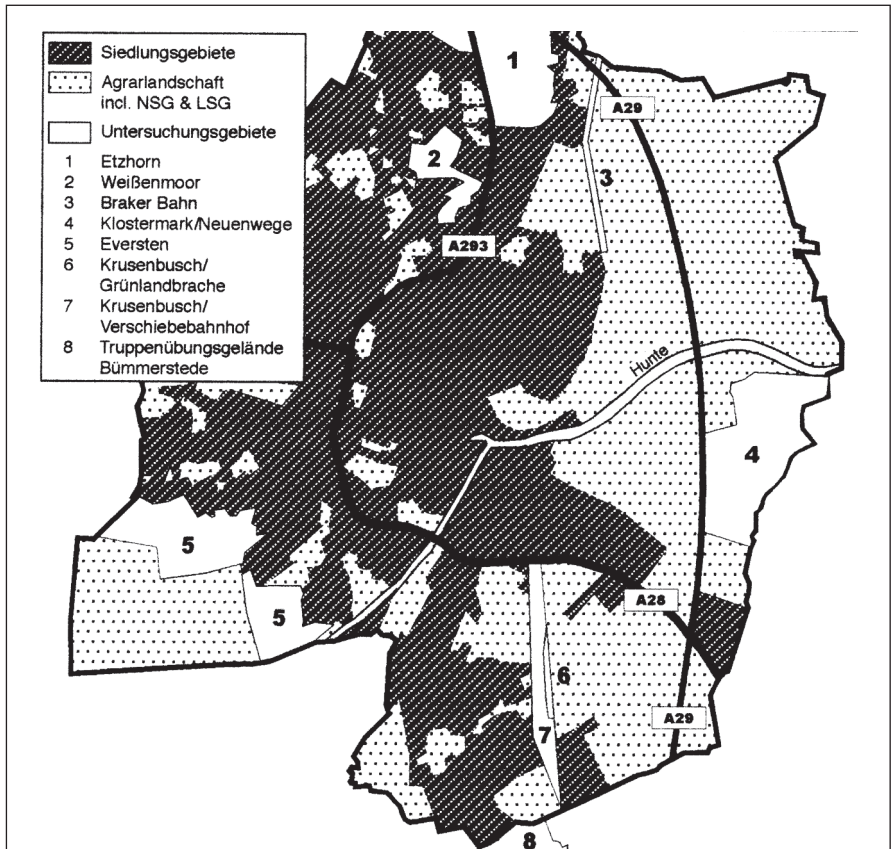 Siedlungsgebiete
Agrarlandschaft
incl. NSG & LSG
Untersuchungsgebiete
1 Etzhorn
2 Weißenmoor
3 Braker Bahn
4 Klostermark/Neuenwege
5 Eversten
6 Krusenbusch/
Grünlandbrache
7 Krusenbusch/
Verschiebebahnhof
8 Truppenübungsgelände
Bümmerstede
1
A29
2
3
A293
Hunte
4
5
5
A28
6
A29
7
8